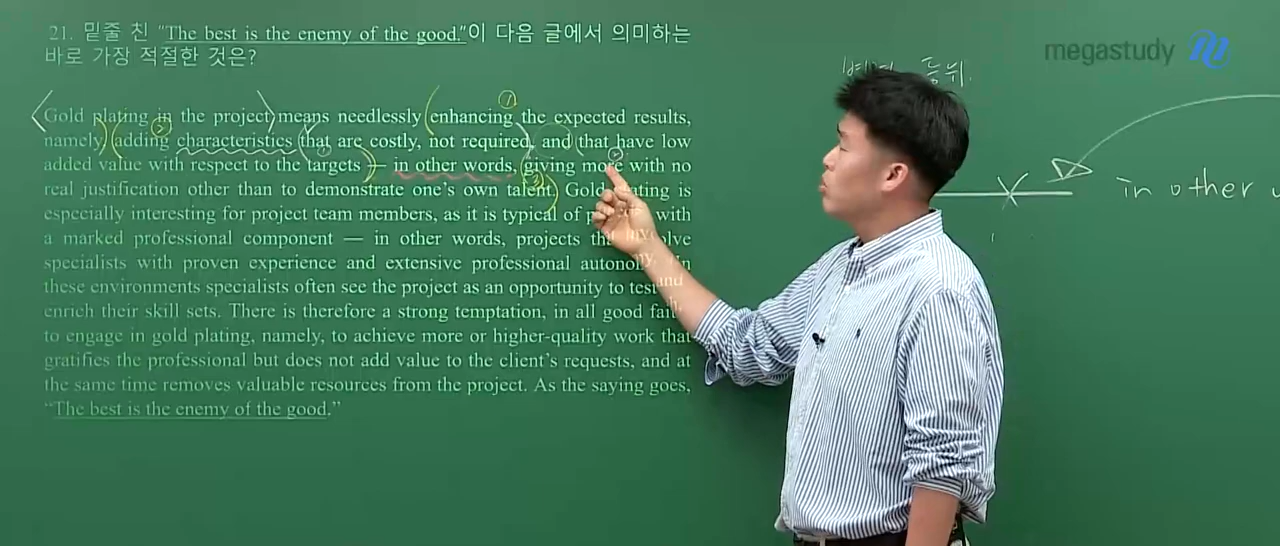 21. 밑줄 친 "The best is the enemy of the good."이 다음 글에서 의미하는
바로 가장 적절한 것은?
megastudy
Gold plating in the project means needlessly enhancing the expected results,
namely, adding characteristics that are costly, not required, and that have low
added value with respect to the targets — in other words, giving more with no
real justification other than to demonstrate one's own talent. Gold plating is
especially interesting for project team members, as it is typical of with
a marked professional component — in other words, projects that involve
specialists with proven experience and extensive professional autonomy. In
these environments specialists often see the project as an opportunity to test and
enrich their skill sets. There is therefore a strong temptation, in all good faith,
to engage in gold plating, namely, to achieve more or higher-quality work that
gratifies the professional but does not add value to the client's requests, and at
the same time removes valuable resources from the project. As the saying goes,
"The best is the enemy of the good."
in other